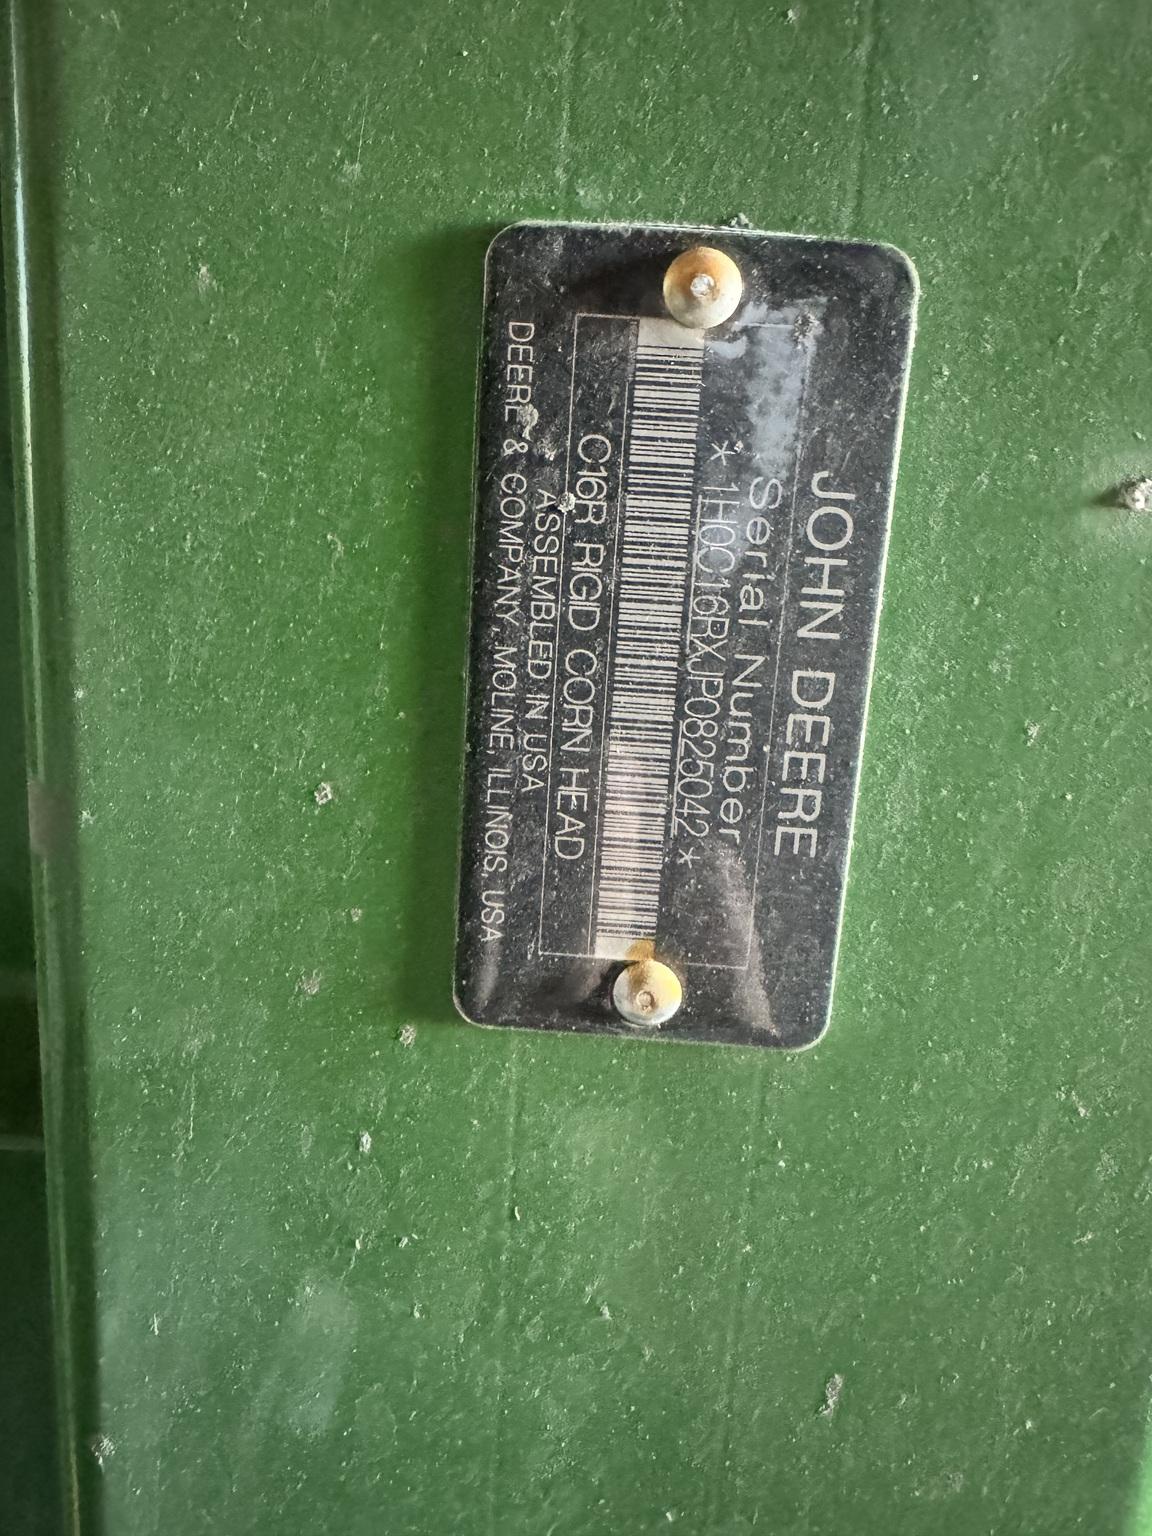 JOHN DEERE
Serial Number
*1H0C16RXJP0825042*
C16R RIGID CORN HEAD
ASSEMBLED IN USA
DEERE & COMPANY, MOLINE, ILLINOIS, USA